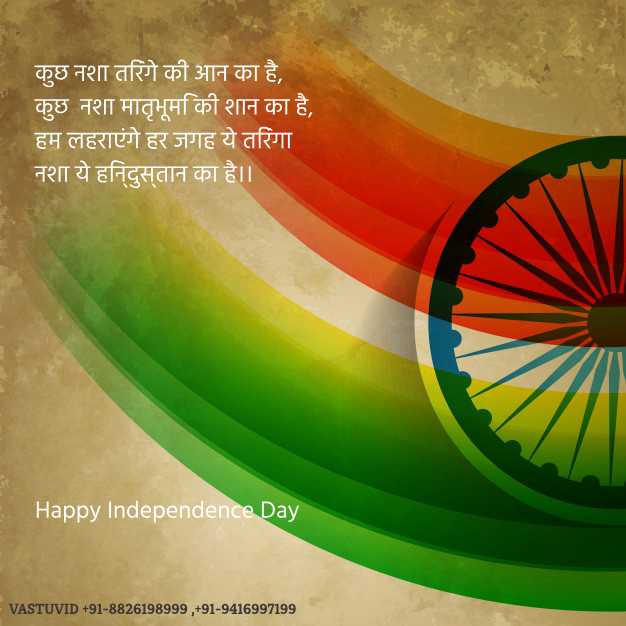 कुछ नशा तिरंगे की आन का है,
कुछ नशा मातृभूमि की शान का है,
हम लहराएंगे हर जगह ये तिरंगा
नशा ये हिन्दुस्तान का है।।
Happy Independence Day
VASTUVID +91-8826198999 ,+91-9416997199